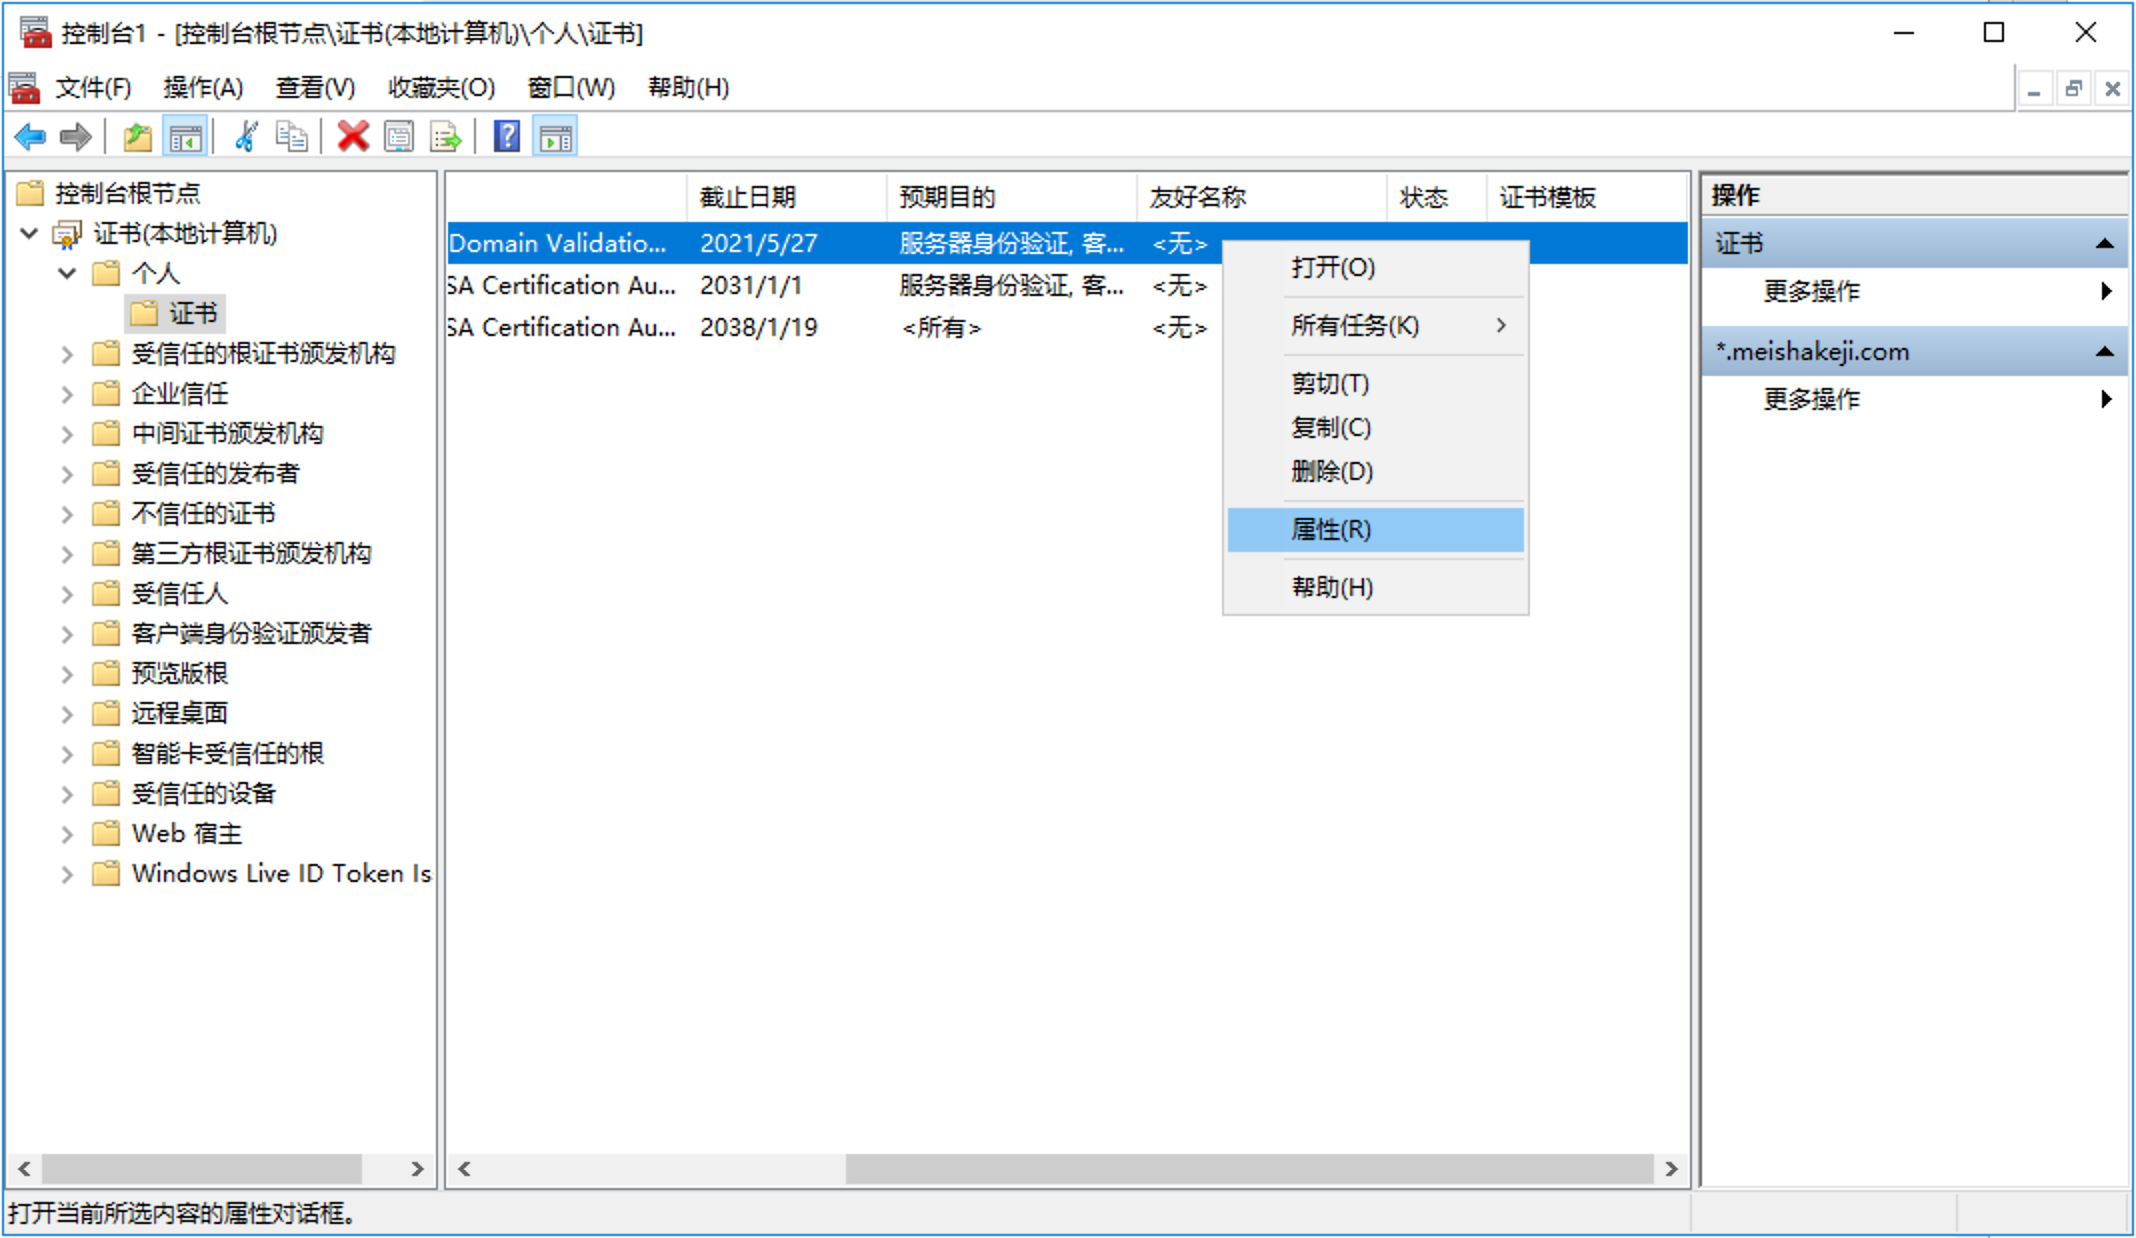 控制台1 - [控制台根节点\证书(本地计算机)\个人\证书]
文件(F) 操作(A) 查看(V) 收藏夹(O) 窗口(W) 帮助(H)
控制台根节点
证书(本地计算机)
个人
证书
受信任的根证书颁发机构
企业信任
中间证书颁发机构
受信任的发布者
不信任的证书
第三方根证书颁发机构
受信任人
客户端身份验证颁发者
预览版根
远程桌面
智能卡受信任的根
受信任的设备
Web 宿主
Windows Live ID Token Is
截止日期 预期目的 友好名称 状态 证书模板
Domain Validatio... 2021/5/27 服务器身份验证, 客... <无>
SA Certification Au... 2031/1/1 服务器身份验证, 客... <无>
SA Certification Au... 2038/1/19 <所有> <无>
打开(O)
所有任务(K)
剪切(T)
复制(C)
删除(D)
属性(R)
帮助(H)
操作
证书
更多操作
*.meishakeji.com
更多操作
打开当前所选内容的属性对话框。